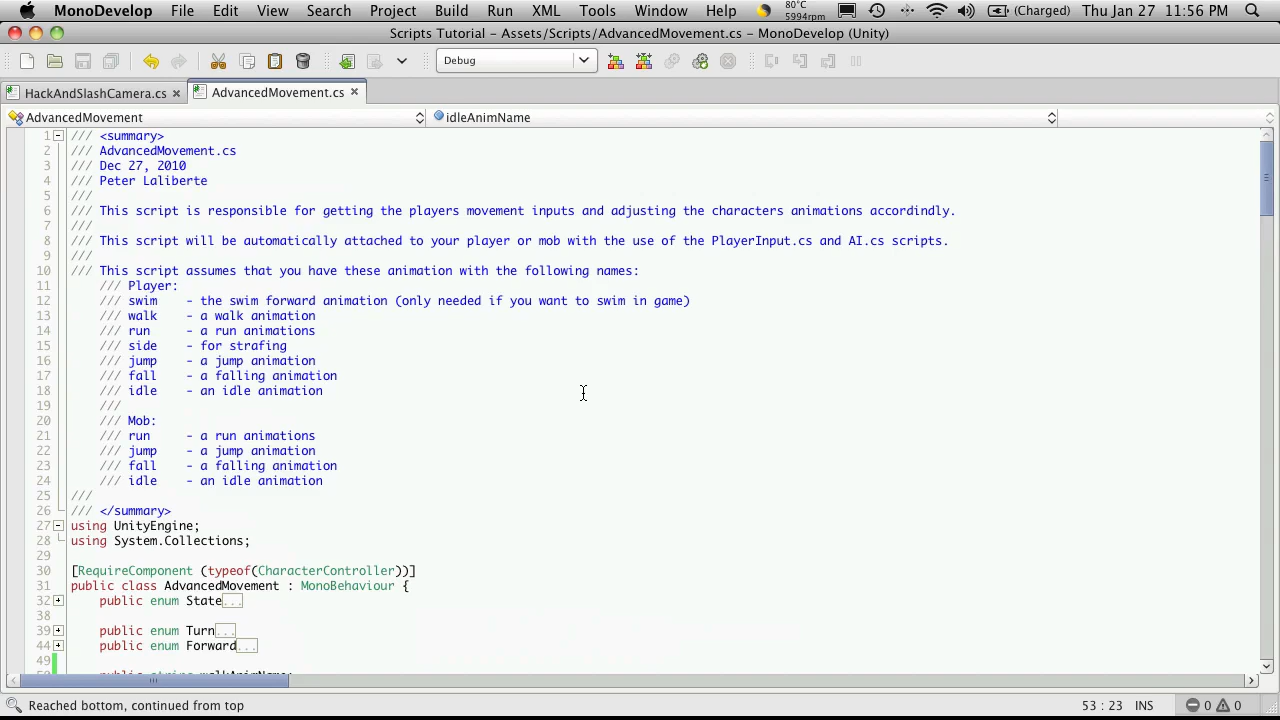 MonoDevelop File Edit View Search Project Build Run XML Tools Window Help 80°C 5994rpm (Charged) Thu Jan 27 11:56 PM
Scripts Tutorial - Assets/Scripts/AdvancedMovement.cs - MonoDevelop (Unity)
Debug
HackAndSlashCamera.cs AdvancedMovement.cs
AdvancedMovement idleAnimName
1 /// <summary>
2 /// AdvancedMovement.cs
3 /// Dec 27, 2010
4 /// Peter Laliberte
5 ///
6 /// This script is responsible for getting the players movement inputs and adjusting the characters animations accordindly.
7 ///
8 /// This script will be automatically attached to your player or mob with the use of the PlayerInput.cs and AI.cs scripts.
9 ///
10 /// This script assumes that you have these animation with the following names:
11 /// Player:
12 /// swim - the swim forward animation (only needed if you want to swim in game)
13 /// walk - a walk animation
14 /// run - a run animations
15 /// side - for strafing
16 /// jump - a jump animation
17 /// fall - a falling animation
18 /// idle - an idle animation
19 ///
20 /// Mob:
21 /// run - a run animations
22 /// jump - a jump animation
23 /// fall - a falling animation
24 /// idle - an idle animation
25 ///
26 /// </summary>
27 using UnityEngine;
28 using System.Collections;
29
30 [RequireComponent (typeof(CharacterController))]
31 public class AdvancedMovement : MonoBehaviour {
32 public enum State...
38
39 public enum Turn...
44 public enum Forward...
49
50 public string walkAnimName;
Reached bottom, continued from top 53 : 23 INS 0 0